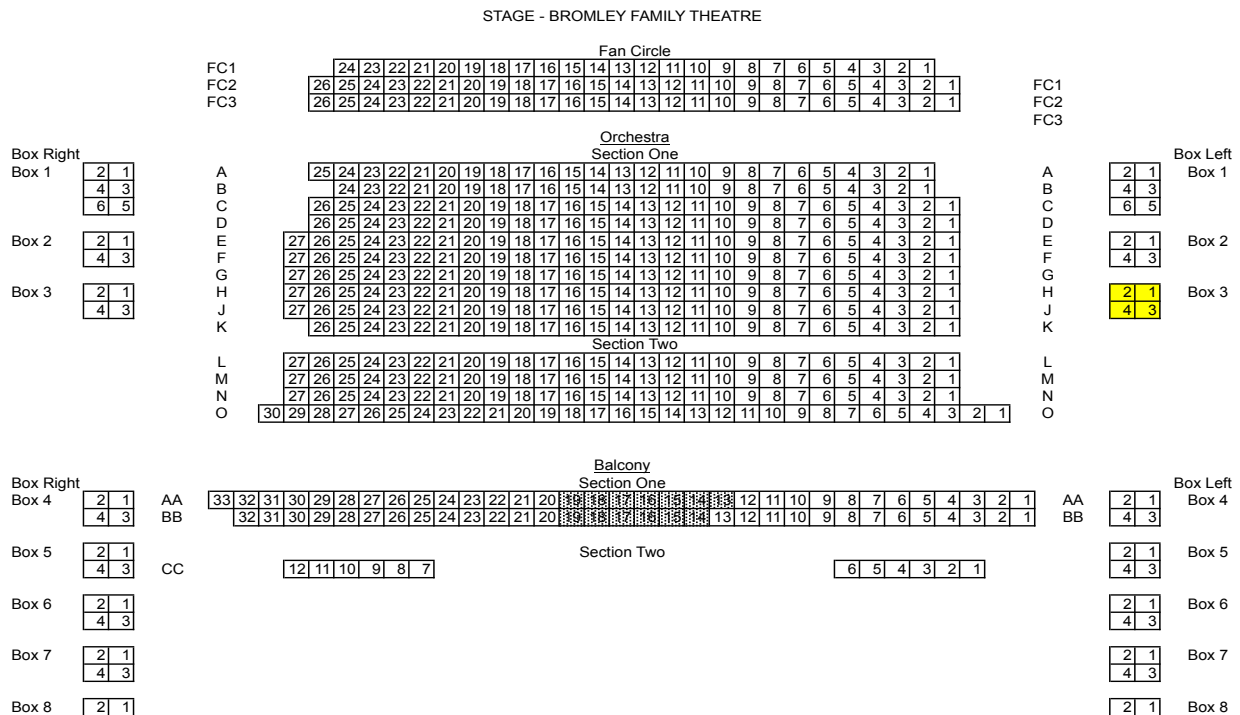 STAGE - BROMLEY FAMILY THEATRE
Fan Circle
FC1 24 23 22 21 20 19 18 17 16 15 14 13 12 11 10 9 8 7 6 5 4 3 2 1
FC2 26 25 24 23 22 21 20 19 18 17 16 15 14 13 12 11 10 9 8 7 6 5 4 3 2 1 FC1
FC3 26 25 24 23 22 21 20 19 18 17 16 15 14 13 12 11 10 9 8 7 6 5 4 3 2 1 FC2
FC3
Orchestra
Box Right Section One Box Left
Box 1 2 1 A 25 24 23 22 21 20 19 18 17 16 15 14 13 12 11 10 9 8 7 6 5 4 3 2 1 A 2 1 Box 1
4 3 B 24 23 22 21 20 19 18 17 16 15 14 13 12 11 10 9 8 7 6 5 4 3 2 1 B 4 3
6 5 C 26 25 24 23 22 21 20 19 18 17 16 15 14 13 12 11 10 9 8 7 6 5 4 3 2 1 C 6 5
D 26 25 24 23 22 21 20 19 18 17 16 15 14 13 12 11 10 9 8 7 6 5 4 3 2 1 D
Box 2 2 1 E 27 26 25 24 23 22 21 20 19 18 17 16 15 14 13 12 11 10 9 8 7 6 5 4 3 2 1 E 2 1 Box 2
4 3 F 27 26 25 24 23 22 21 20 19 18 17 16 15 14 13 12 11 10 9 8 7 6 5 4 3 2 1 F 4 3
G 27 26 25 24 23 22 21 20 19 18 17 16 15 14 13 12 11 10 9 8 7 6 5 4 3 2 1 G
Box 3 2 1 H 27 26 25 24 23 22 21 20 19 18 17 16 15 14 13 12 11 10 9 8 7 6 5 4 3 2 1 H 2 1 Box 3
4 3 J 27 26 25 24 23 22 21 20 19 18 17 16 15 14 13 12 11 10 9 8 7 6 5 4 3 2 1 J 4 3
K 26 25 24 23 22 21 20 19 18 17 16 15 14 13 12 11 10 9 8 7 6 5 4 3 2 1 K
Section Two
L 27 26 25 24 23 22 21 20 19 18 17 16 15 14 13 12 11 10 9 8 7 6 5 4 3 2 1 L
M 27 26 25 24 23 22 21 20 19 18 17 16 15 14 13 12 11 10 9 8 7 6 5 4 3 2 1 M
N 27 26 25 24 23 22 21 20 19 18 17 16 15 14 13 12 11 10 9 8 7 6 5 4 3 2 1 N
O 30 29 28 27 26 25 24 23 22 21 20 19 18 17 16 15 14 13 12 11 10 9 8 7 6 5 4 3 2 1 O
Balcony
Box Right Section One Box Left
Box 4 2 1 AA 33 32 31 30 29 28 27 26 25 24 23 22 21 20 19 18 17 16 15 14 13 12 11 10 9 8 7 6 5 4 3 2 1 AA 2 1 Box 4
4 3 BB 32 31 30 29 28 27 26 25 24 23 22 21 20 19 18 17 16 15 14 13 12 11 10 9 8 7 6 5 4 3 2 1 BB 4 3
Box 5 2 1 Section Two 2 1 Box 5
4 3 CC 12 11 10 9 8 7 6 5 4 3 2 1 4 3
Box 6 2 1 2 1 Box 6
4 3 4 3
Box 7 2 1 2 1 Box 7
4 3 4 3
Box 8 2 1 2 1 Box 8